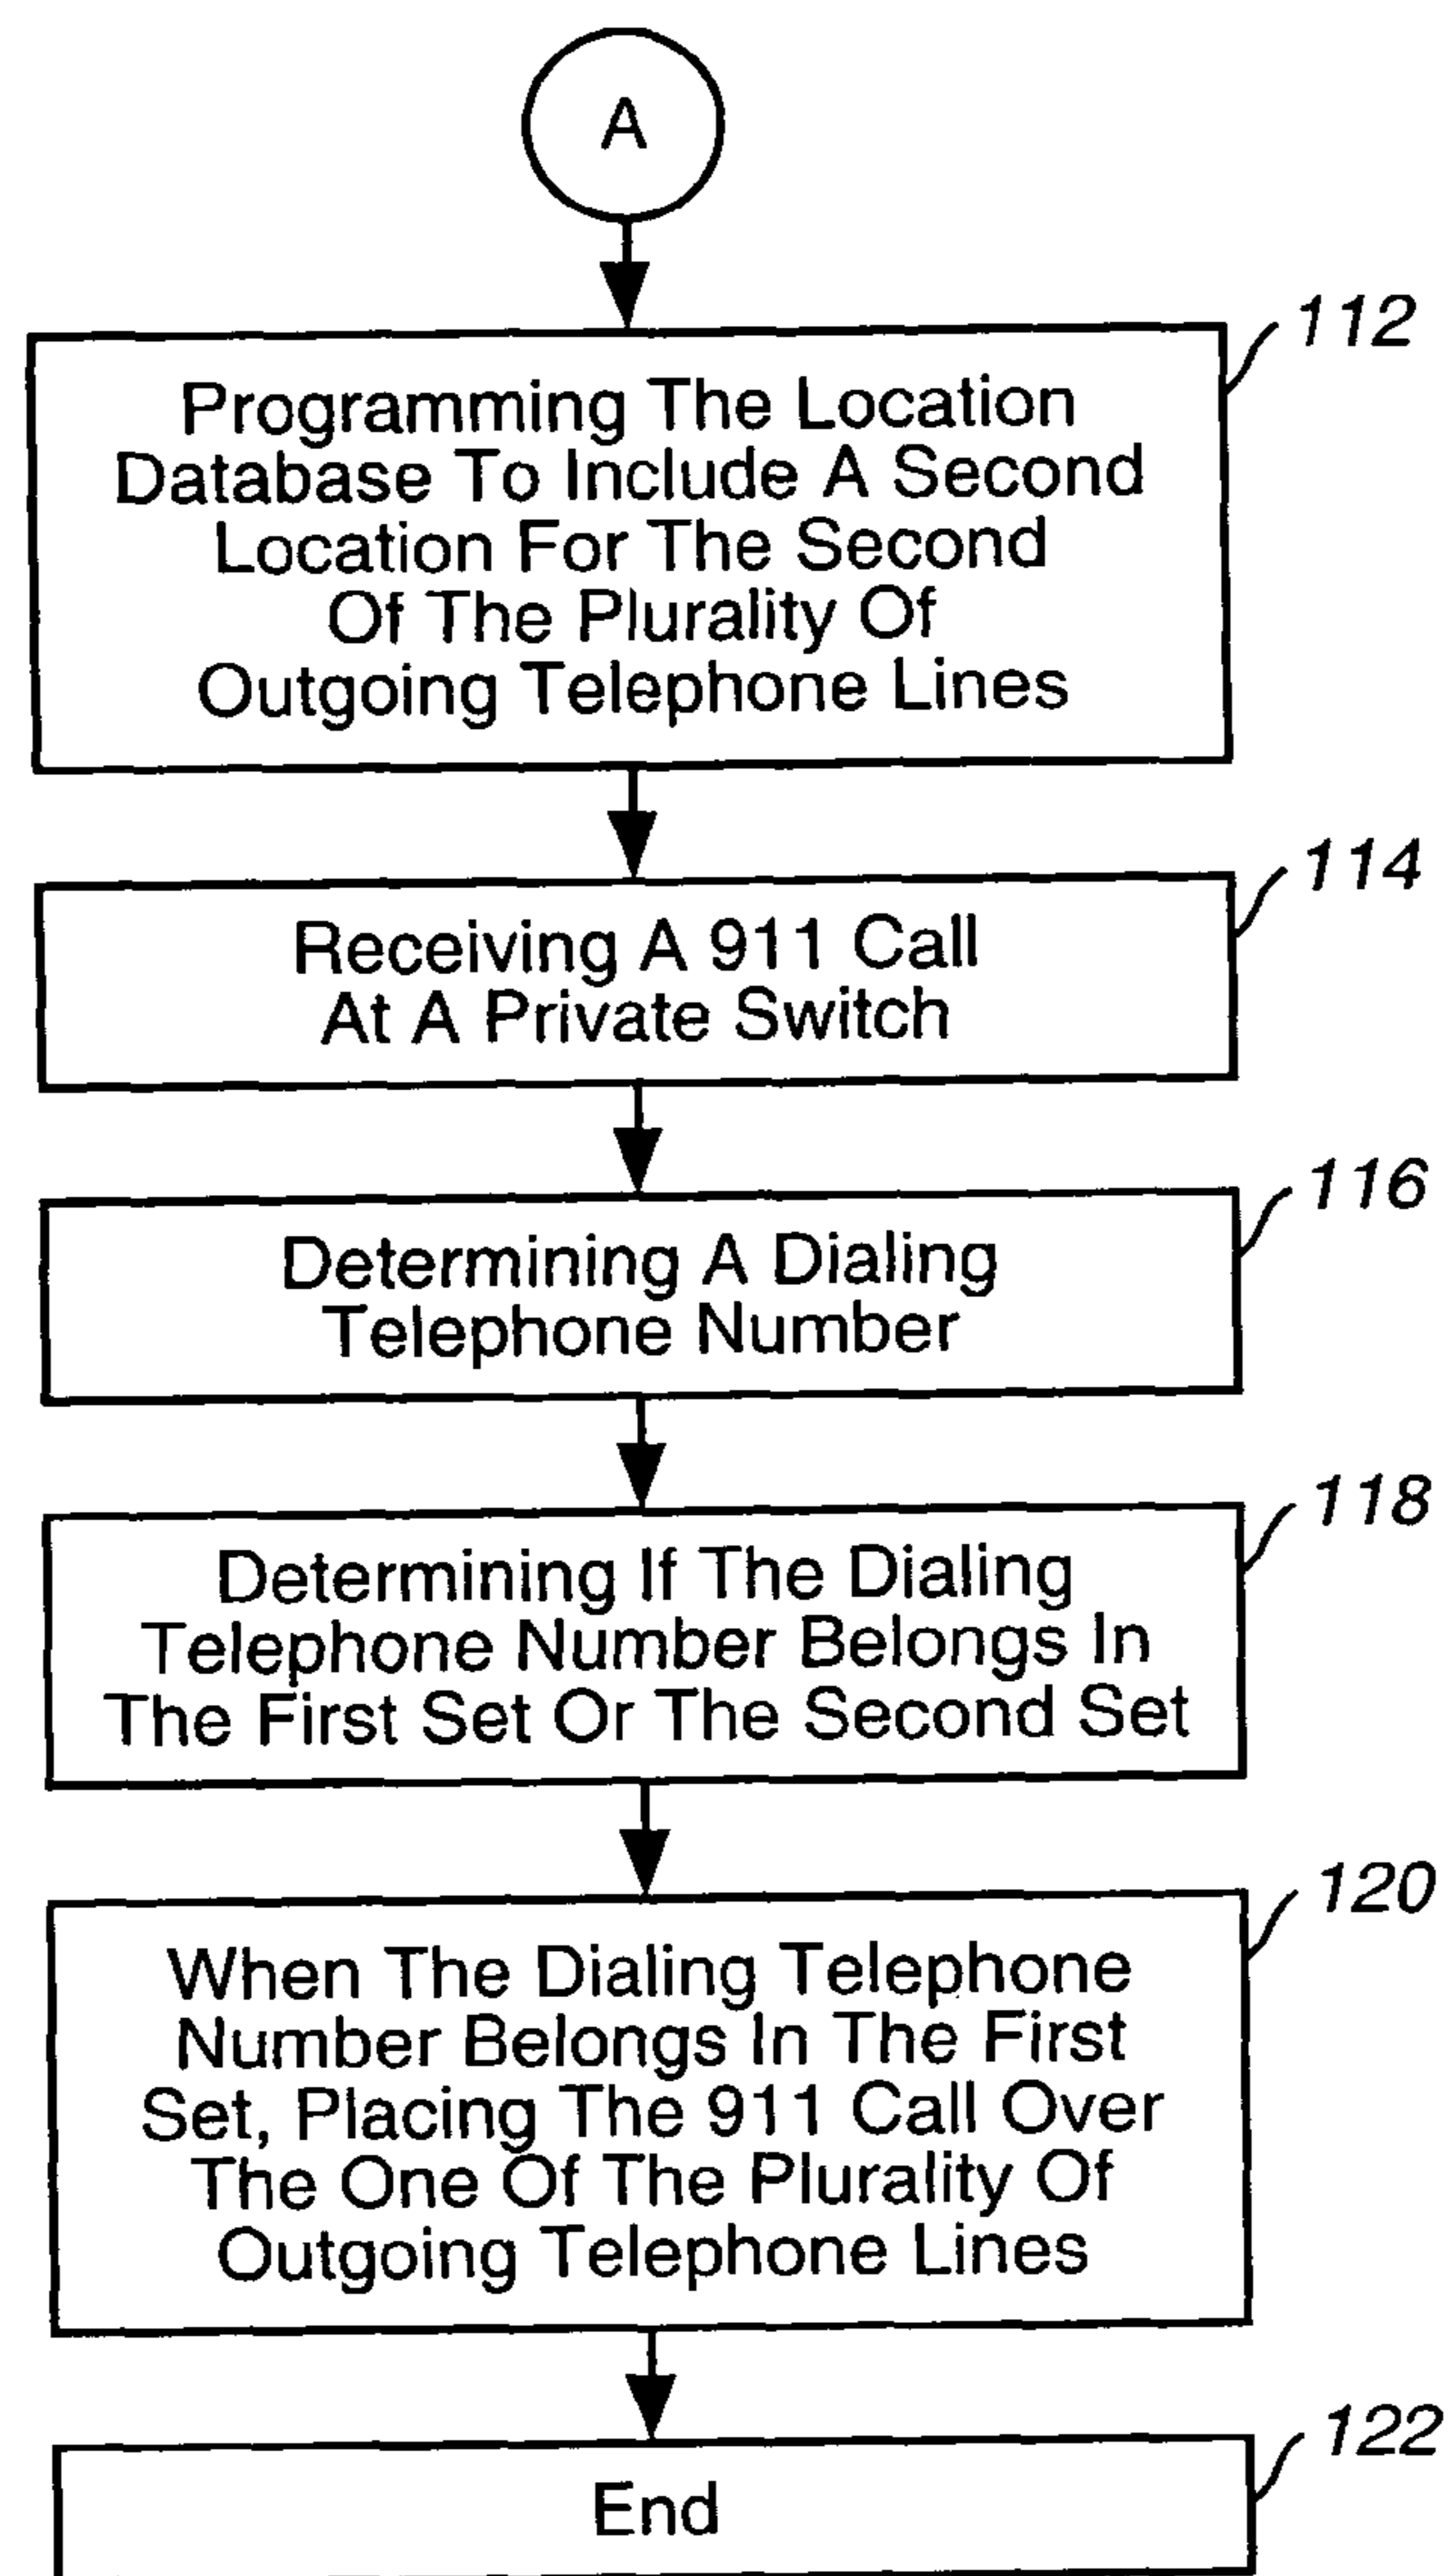 A
112
Programming The Location
Database To Include A Second
Location For The Second
Of The Plurality Of
Outgoing Telephone Lines
114
Receiving A 911 Call
At A Private Switch
116
Determining A Dialing
Telephone Number
118
Determining If The Dialing
Telephone Number Belongs In
The First Set Or The Second Set
120
When The Dialing Telephone
Number Belongs In The First
Set, Placing The 911 Call Over
The One Of The Plurality Of
Outgoing Telephone Lines
122
End